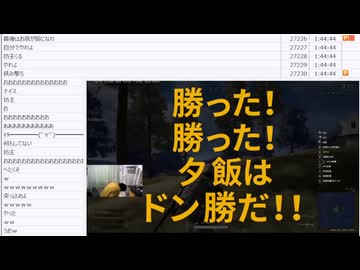 最後はお前が囮になれ 27226 1:44:44 P
自分でやれよ 27227 1:44:44
坊主くる 27228 1:44:44
やれよ 27229 1:44:44
挟み撃ち 27230 1:44:44 P
おおおおおおおおおおおおお
ナイス
坊主
お
おおおおおおおおお
ああああああああああ
ｷﾀ━━━━(ﾟ∀ﾟ)━━━━!!
何もしてない
坊主
おおおおおおおおおおおおおおおおお
へたくそ
ｗ
ｗｗｗｗｗｗｗｗｗ
突っ込めよ
ｗｗｗｗｗ
やった
ｗｗ
うおｗ
勝った！
勝った！
夕飯は
ドン勝だ！！